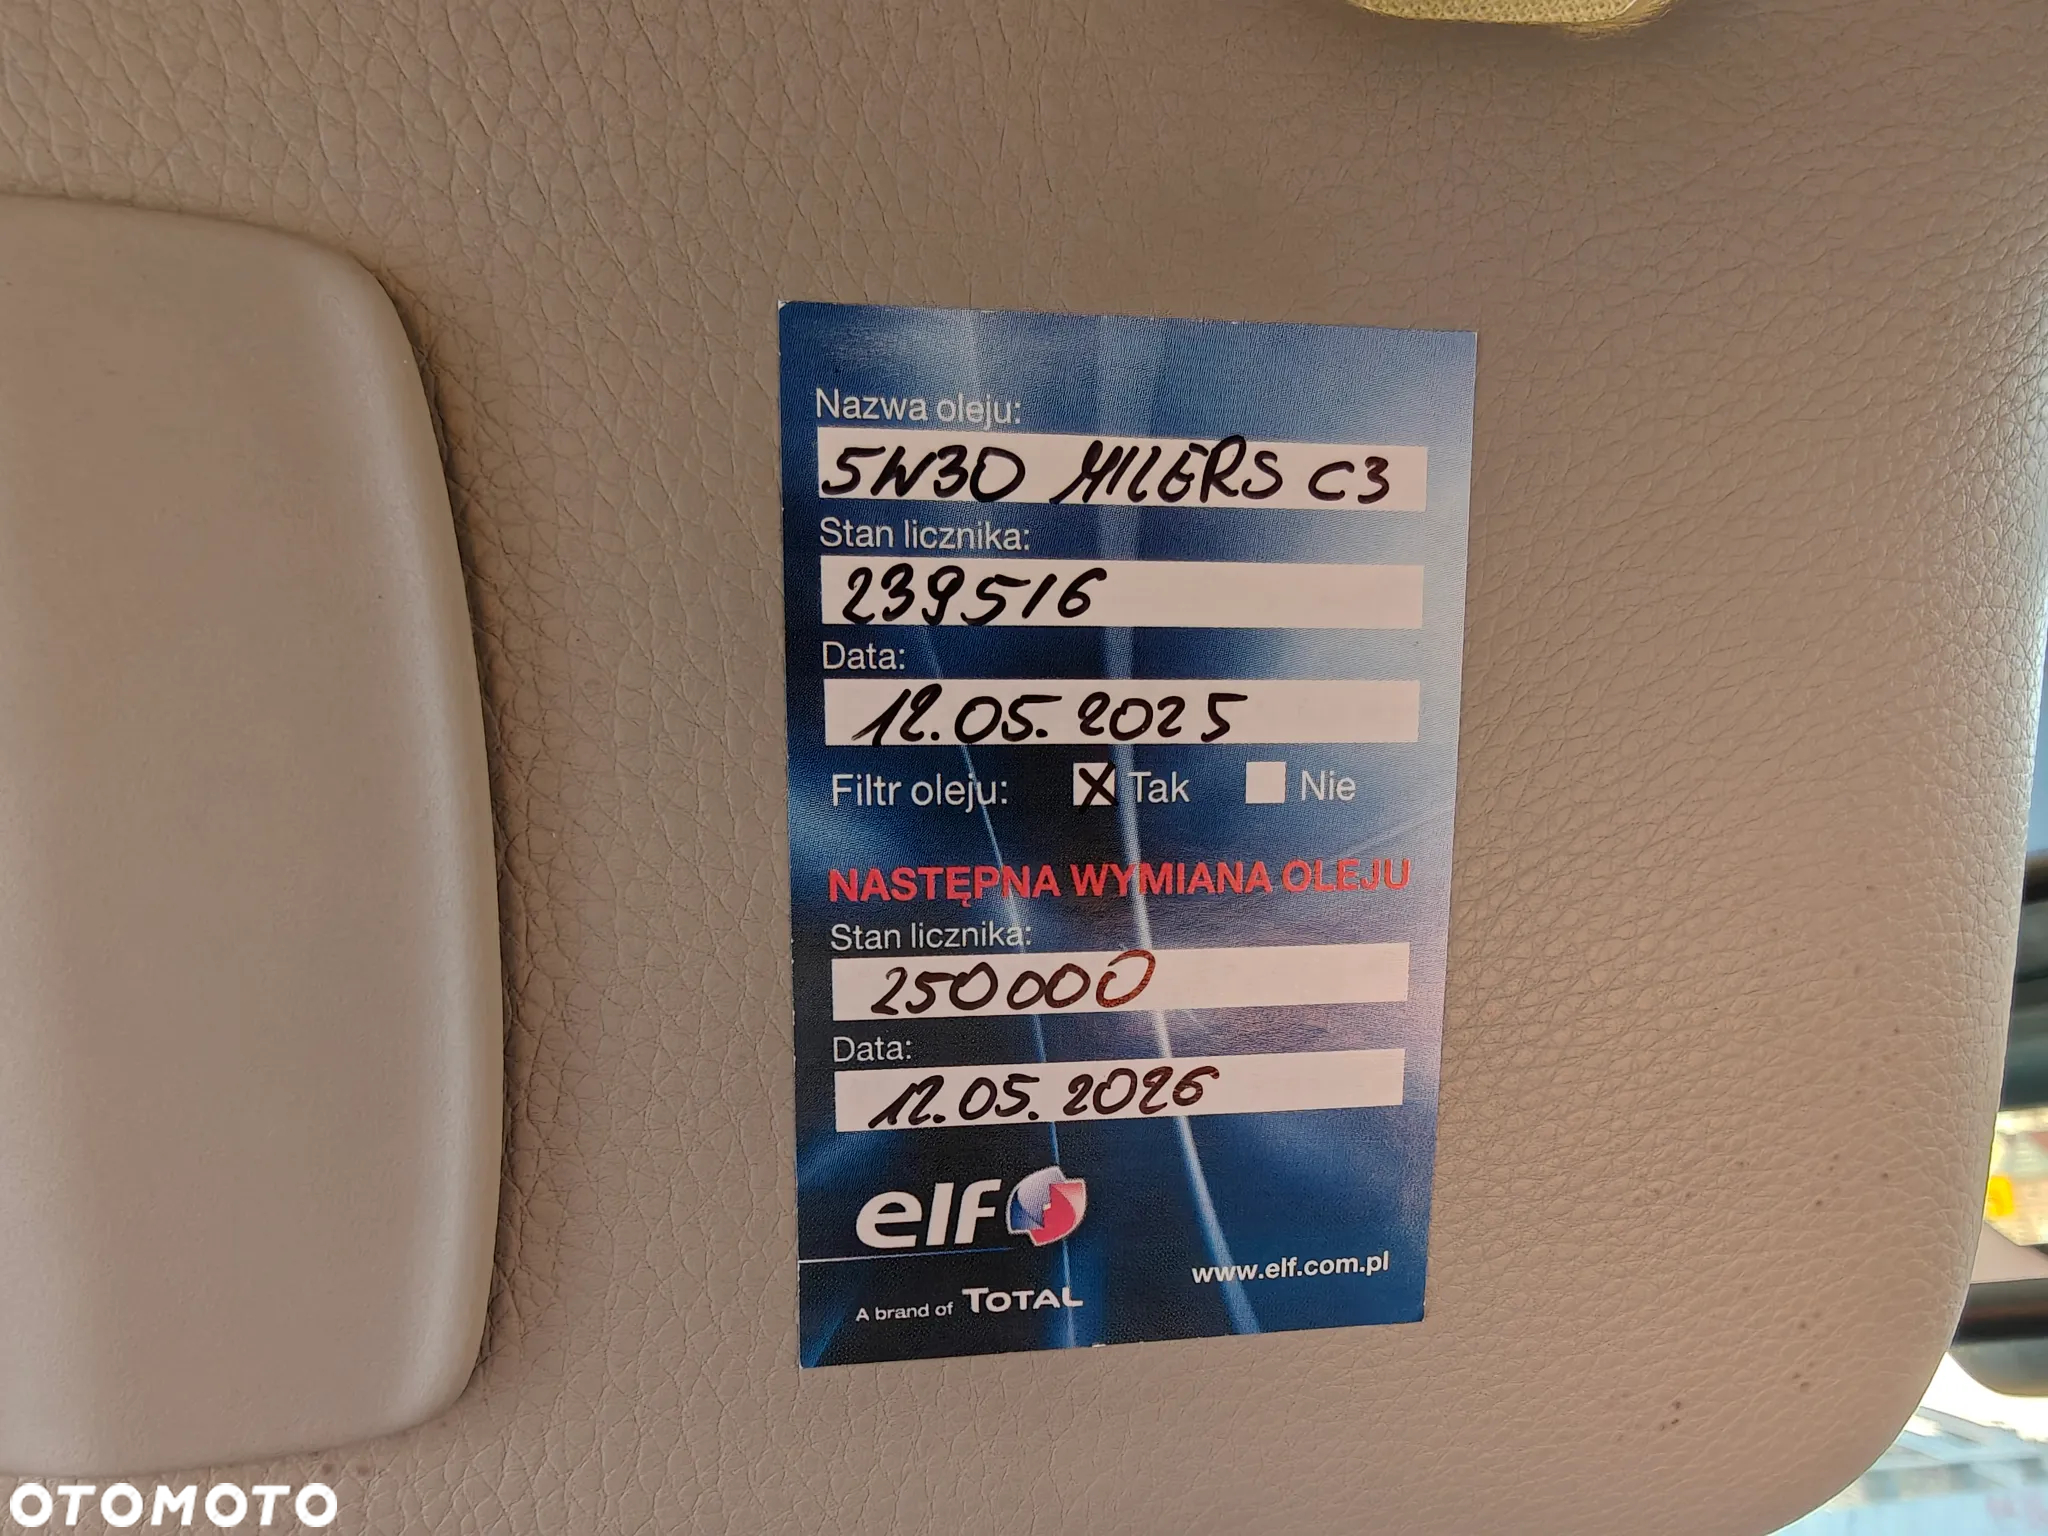 Nazwa oleju:
5W30 MILERS C3
Stan licznika:
239516
Data:
12.05.2025
Filtr oleju: X Tak Nie
NASTĘPNA WYMIANA OLEJU
Stan licznika:
250000
Data:
12.05.2026
elf
www.elf.com.pl
A brand of TOTAL
OTOMOTO